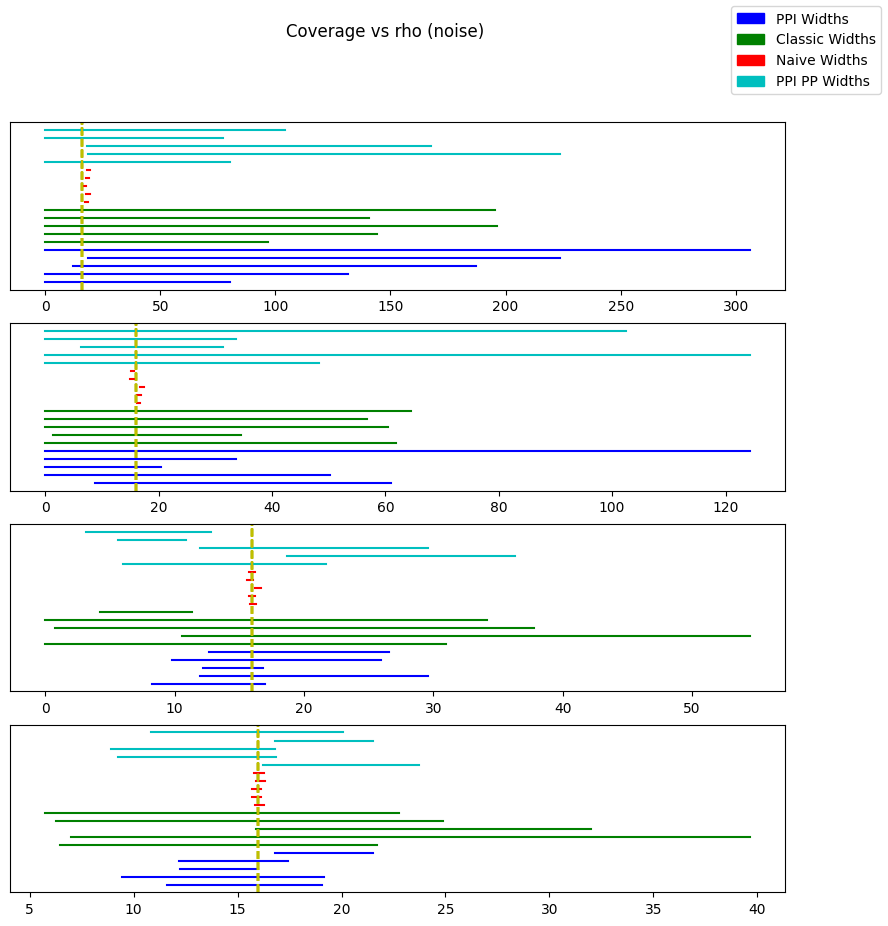 Coverage vs rho (noise)
PPI Widths
Classic Widths
Naive Widths
PPI PP Widths
0 50 100 150 200 250 300
0 20 40 60 80 100 120
0 10 20 30 40 50
5 10 15 20 25 30 35 40